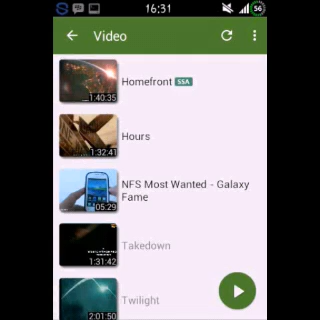 16:31
56
Video
Homefront SSA
1:40:35
Hours
1:32:41
NFS Most Wanted - Galaxy
Fame
05:29
Takedown
1:31:42
Twilight
2:01:50